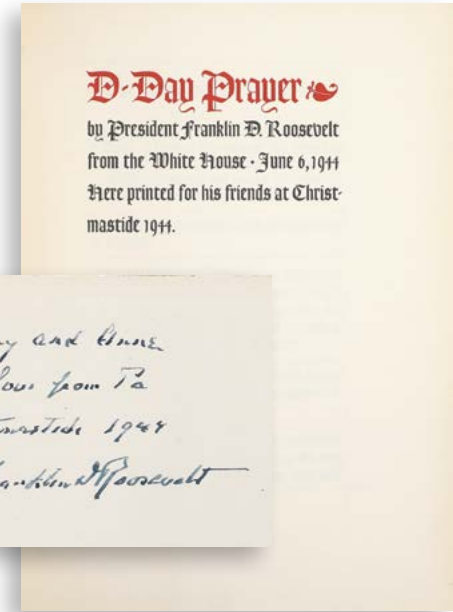 D-Day Prayer
by President Franklin D. Roosevelt
from the White House · June 6, 1944
Here printed for his friends at Christ-
mastide 1944.
and Anne
from Pa
1944
Franklin D Roosevelt